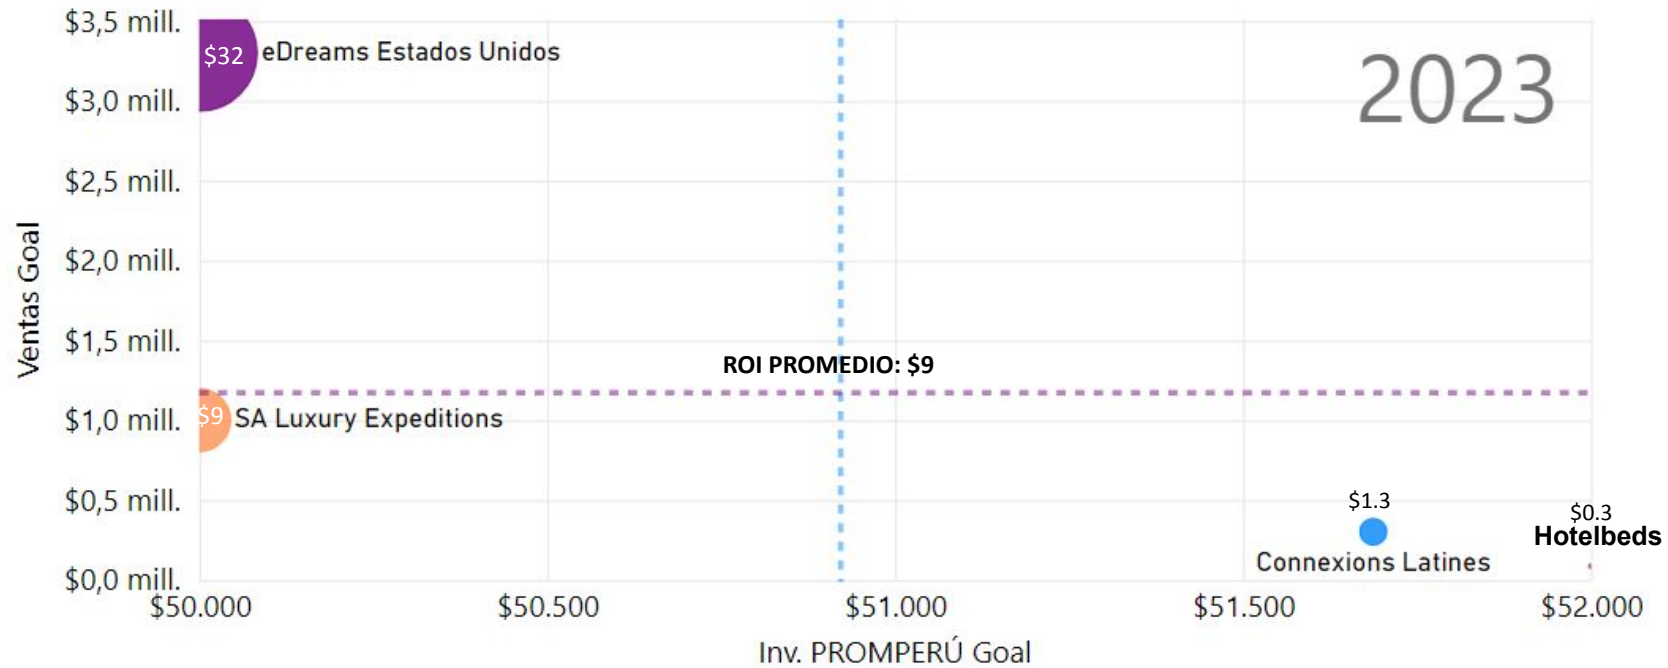 $3,5 mill.
$32 eDreams Estados Unidos
2023
$3,0 mill.
$2,5 mill.
$2,0 mill.
Ventas Goal
$1,5 mill.
ROI PROMEDIO: $9
$1,0 mill.
$9 SA Luxury Expeditions
$0,5 mill.
$1.3
$0.3
Hotelbeds
Connexions Latines
$0,0 mill.
$50.000 $50.500 $51.000 $51.500 $52.000
Inv. PROMPERÚ Goal